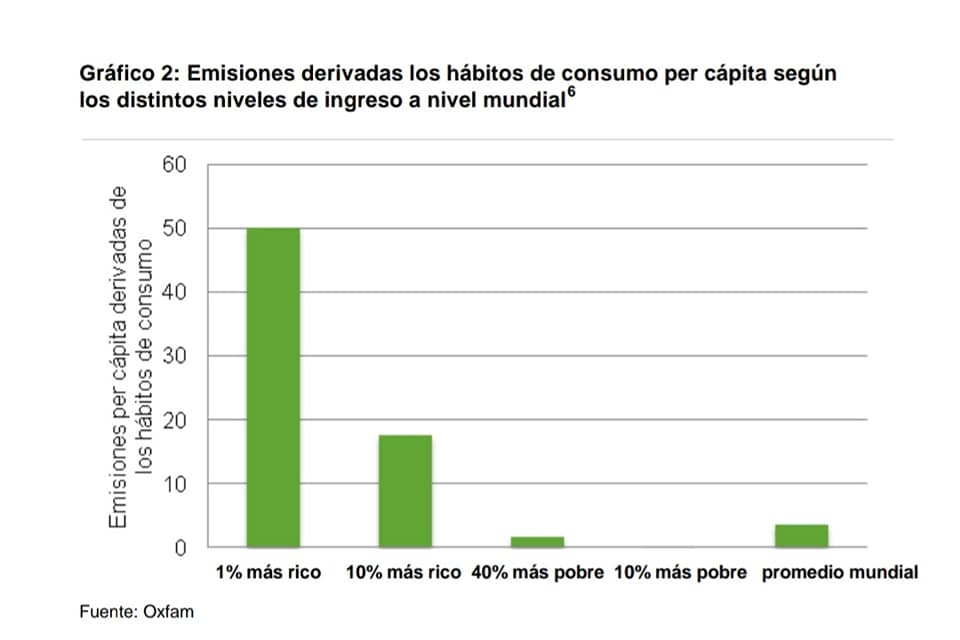 Gráfico 2: Emisiones derivadas los hábitos de consumo per cápita según
los distintos niveles de ingreso a nivel mundial⁶
Emisiones per cápita derivadas de
los hábitos de consumo
60
50
40
30
20
10
0
1% más rico 10% más rico 40% más pobre 10% más pobre promedio mundial
Fuente: Oxfam